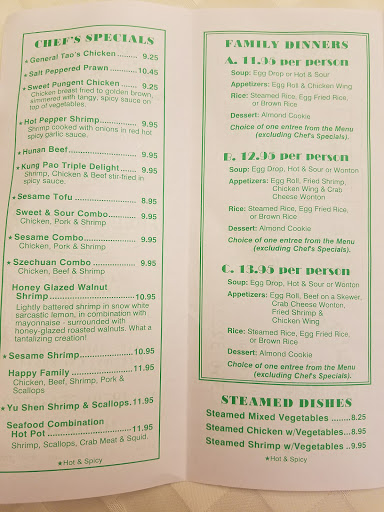 CHEF'S SPECIALS
★General Tao's Chicken ........ 9.25
★Salt Peppered Prawn ..........10.45
★Sweet Pungent Chicken ....... 9.25
Chicken breast fried to golden brown,
simmered with tangy, spicy sauce on
top of vegetables.
★Hot Pepper Shrimp............. 9.95
Shrimp cooked with onions in red hot
spicy garlic sauce.
★Hunan Beef........................ 9.95
★Kung Pao Triple Delight ....... 9.95
Shrimp, Chicken & Beef stir-fried in
spicy sauce.
★Sesame Tofu ..................... 8.95
Sweet & Sour Combo............ 9.95
Chicken, Pork & Shrimp
★Sesame Combo.................. 9.95
Chicken, Pork & Shrimp
★Szechuan Combo ............... 9.95
Chicken, Beef & Shrimp
Honey Glazed Walnut
Shrimp ..........................10.95
Lightly battered shrimp in snow white
sarcastic lemon, in combination with
mayonnaise - surrounded with
honey-glazed roasted walnuts. What a
tantalizing creation!
★Sesame Shrimp..................10.95
Happy Family .....................11.95
Chicken, Beef, Shrimp, Pork &
Scallops
★Yu Shen Shrimp & Scallops.11.95
Seafood Combination
Hot Pot ...........................11.95
Shrimp, Scallops, Crab Meat & Squid.
★Hot & Spicy
FAMILY DINNERS
A. 11.95 per person
Soup: Egg Drop or Hot & Sour
Appetizers: Egg Roll & Chicken Wing
Rice: Steamed Rice, Egg Fried Rice,
or Brown Rice
Dessert: Almond Cookie
Choice of one entree from the Menu
(excluding Chef's Specials).
B. 12.95 per person
Soup: Egg Drop, Hot & Sour or Wonton
Appetizers: Egg Roll, Fried Shrimp,
Chicken Wing & Crab
Cheese Wonton
Rice: Steamed Rice, Egg Fried Rice,
or Brown Rice
Dessert: Almond Cookie
Choice of one entree from the Menu
(excluding Chef's Specials).
C. 13.95 per person
Soup: Egg Drop, Hot & Sour or Wonton
Appetizers: Egg Roll, Beef on a Skewer,
Crab Cheese Wonton,
Fried Shrimp &
Chicken Wing
Rice: Steamed Rice, Egg Fried Rice,
or Brown Rice
Dessert: Almond Cookie
Choice of one entree from the Menu
(excluding Chef's Specials).
STEAMED DISHES
Steamed Mixed Vegetables .......8.25
Steamed Chicken w/Vegetables...8.95
Steamed Shrimp w/Vegetables ..9.95
★Hot & Spicy